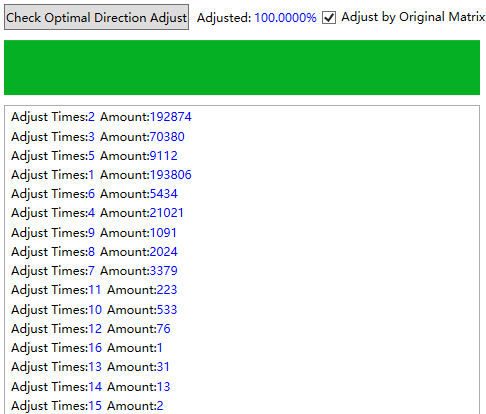 Check Optimal Direction Adjust Adjusted: 100.0000% Adjust by Original Matrix
Adjust Times:2 Amount:192874
Adjust Times:3 Amount:70380
Adjust Times:5 Amount:9112
Adjust Times:1 Amount:193806
Adjust Times:6 Amount:5434
Adjust Times:4 Amount:21021
Adjust Times:9 Amount:1091
Adjust Times:8 Amount:2024
Adjust Times:7 Amount:3379
Adjust Times:11 Amount:223
Adjust Times:10 Amount:533
Adjust Times:12 Amount:76
Adjust Times:16 Amount:1
Adjust Times:13 Amount:31
Adjust Times:14 Amount:13
Adjust Times:15 Amount:2